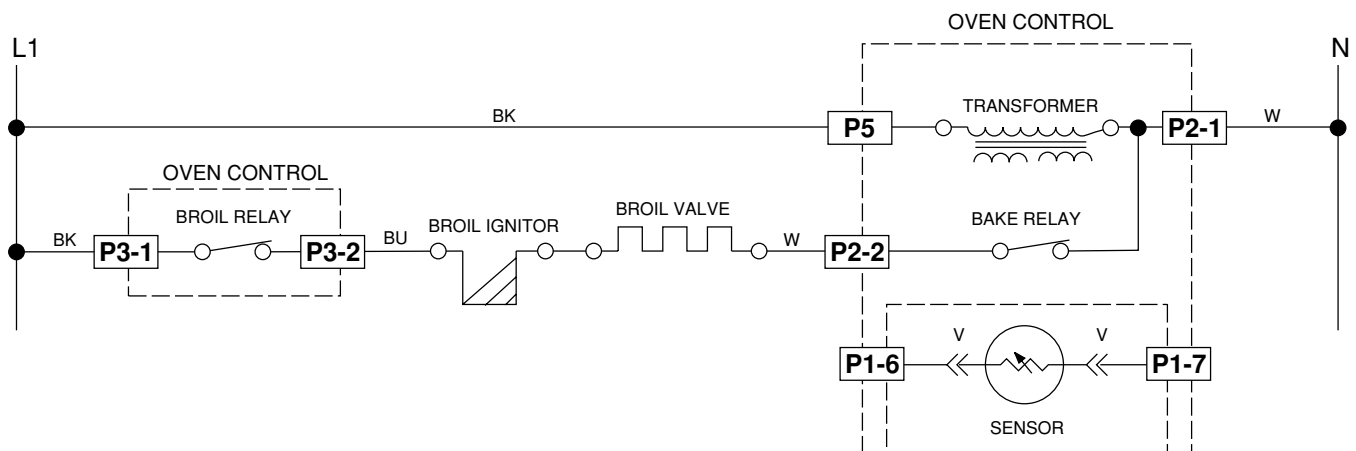 OVEN CONTROL
L1
N
BK
P5
TRANSFORMER
P2-1
W
OVEN CONTROL
BROIL RELAY
BK
P3-1
P3-2
BU
BROIL IGNITOR
BROIL VALVE
W
P2-2
BAKE RELAY
V
V
P1-6
P1-7
SENSOR